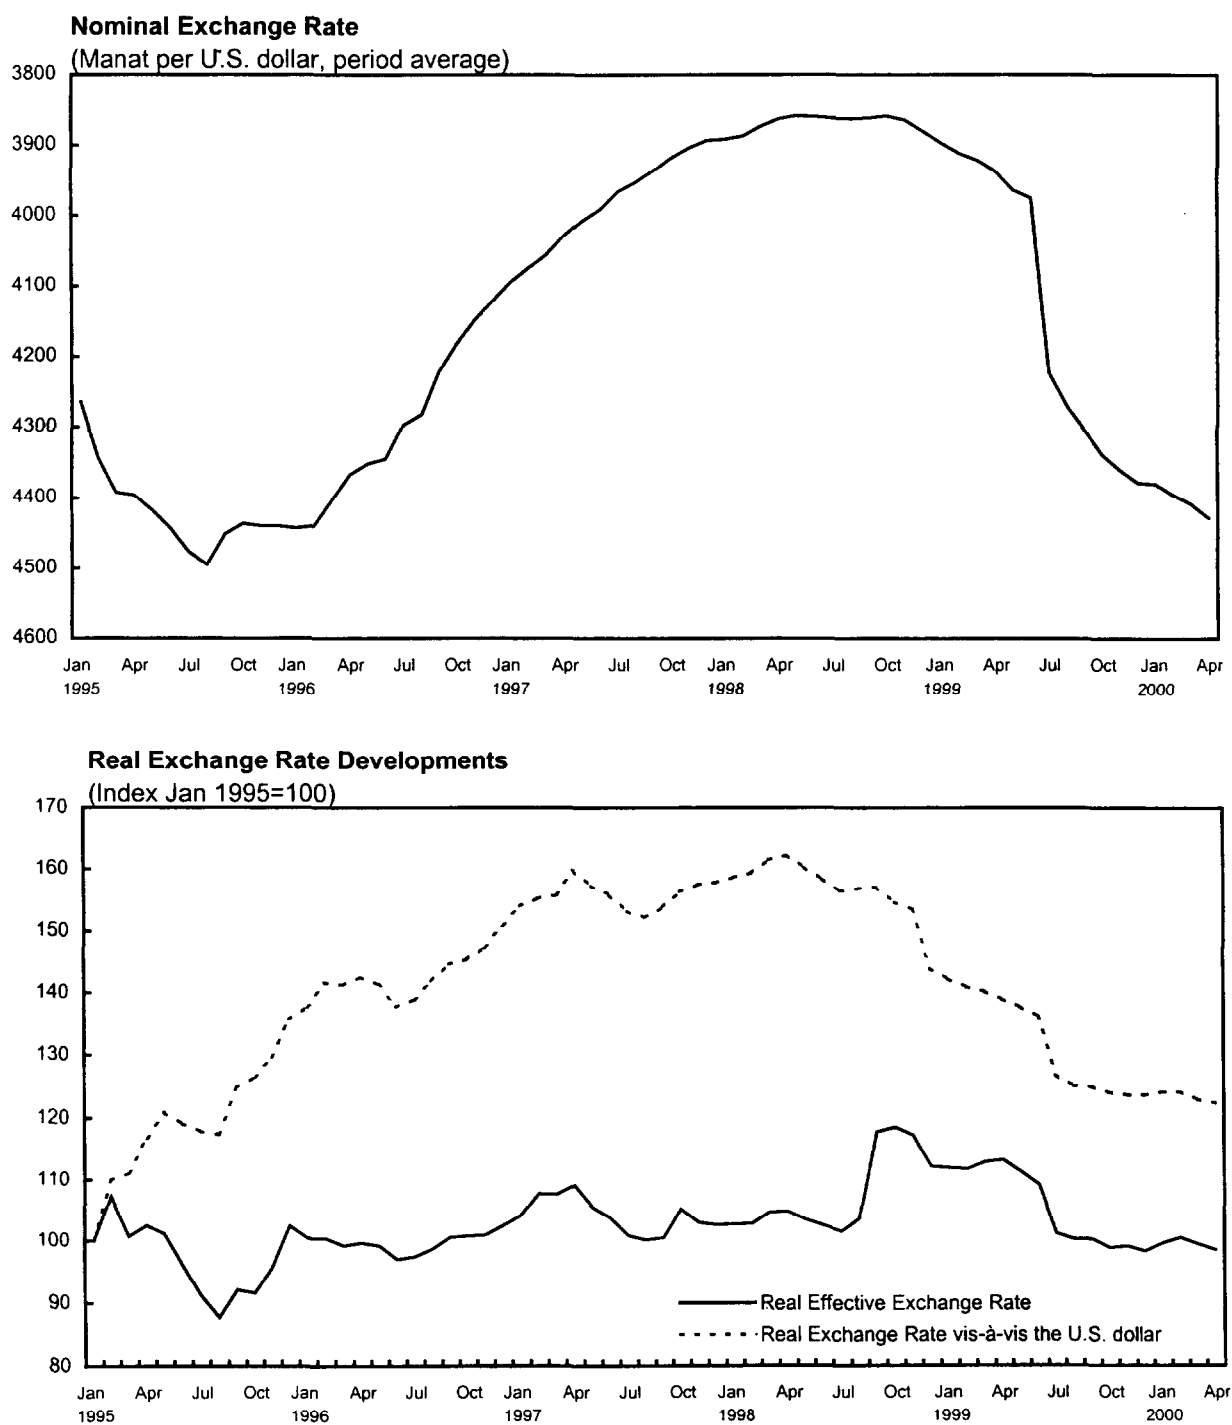 Nominal Exchange Rate
(Manat per U.S. dollar, period average)
3800
3900
4000
4100
4200
4300
4400
4500
4600
Jan Apr Jul Oct Jan Apr Jul Oct Jan Apr Jul Oct Jan Apr Jul Oct Jan Apr Jul Oct Jan Apr
1995 1996 1997 1998 1999 2000
Real Exchange Rate Developments
(Index Jan 1995=100)
170
160
150
140
130
120
110
100
90
80
Real Effective Exchange Rate
Real Exchange Rate vis-à-vis the U.S. dollar
Jan Apr Jul Oct Jan Apr Jul Oct Jan Apr Jul Oct Jan Apr Jul Oct Jan Apr Jul Oct Jan Apr
1995 1996 1997 1998 1999 2000